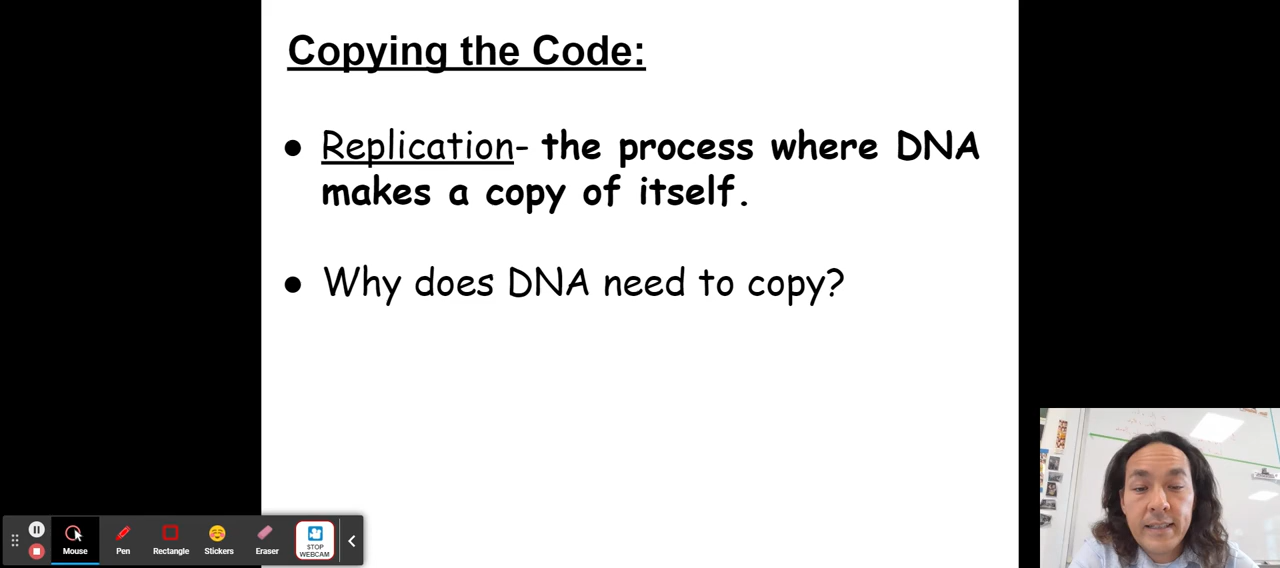 Copying the Code:
● Replication- the process where DNA
makes a copy of itself.
● Why does DNA need to copy?
Mouse
Pen
Rectangle
Stickers
Eraser
STOP
WEBCAM